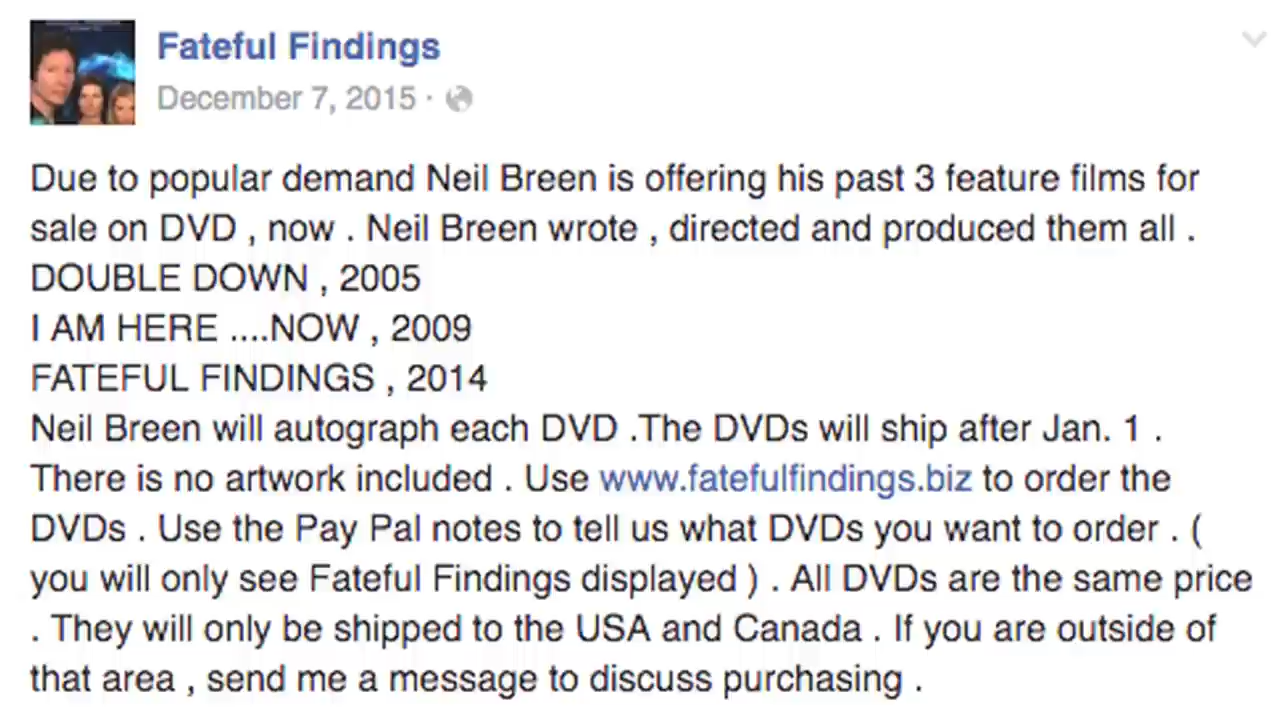 Fateful Findings
December 7, 2015 ·
Due to popular demand Neil Breen is offering his past 3 feature films for
sale on DVD , now . Neil Breen wrote , directed and produced them all .
DOUBLE DOWN , 2005
I AM HERE ....NOW , 2009
FATEFUL FINDINGS , 2014
Neil Breen will autograph each DVD .The DVDs will ship after Jan. 1 .
There is no artwork included . Use www.fatefulfindings.biz to order the
DVDs . Use the Pay Pal notes to tell us what DVDs you want to order . (
you will only see Fateful Findings displayed ) . All DVDs are the same price
. They will only be shipped to the USA and Canada . If you are outside of
that area , send me a message to discuss purchasing .